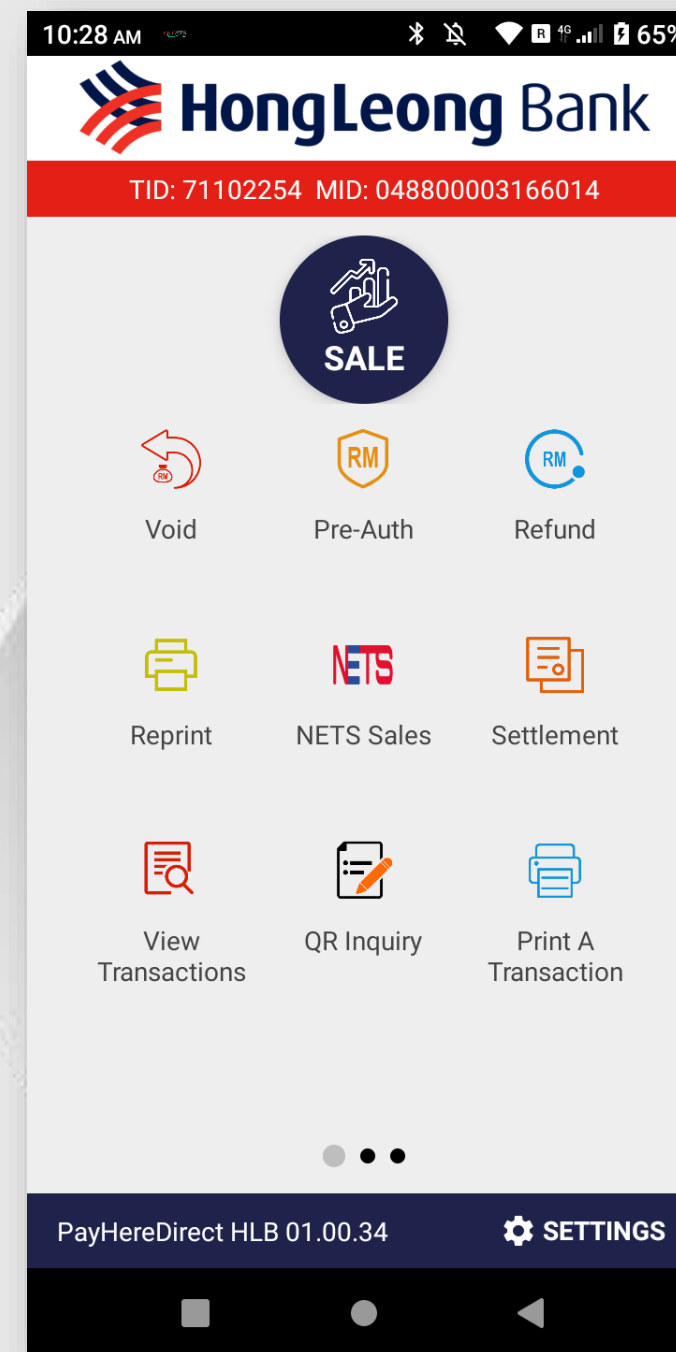 10:28 AM R 4G 65%
HongLeong Bank
TID: 71102254 MID: 048800003166014
SALE
RM RM RM
Void Pre-Auth Refund
NETS
Reprint NETS Sales Settlement
View QR Inquiry Print A
Transactions Transaction
PayHereDirect HLB 01.00.34 SETTINGS